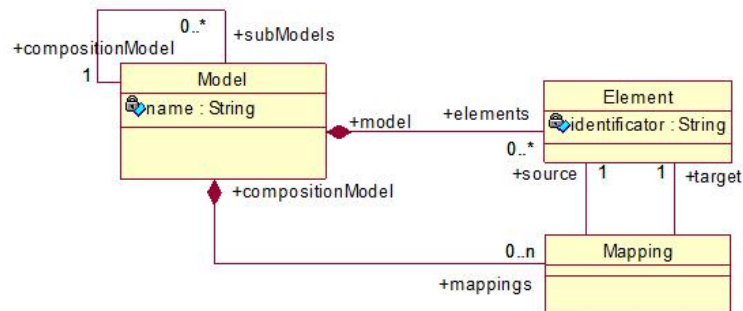 0..*
+subModels
+compositionModel
1
Model
name : String
+model
+elements
0..*
Element
identificator : String
+source
1
1
+target
+compositionModel
0..n
+mappings
Mapping